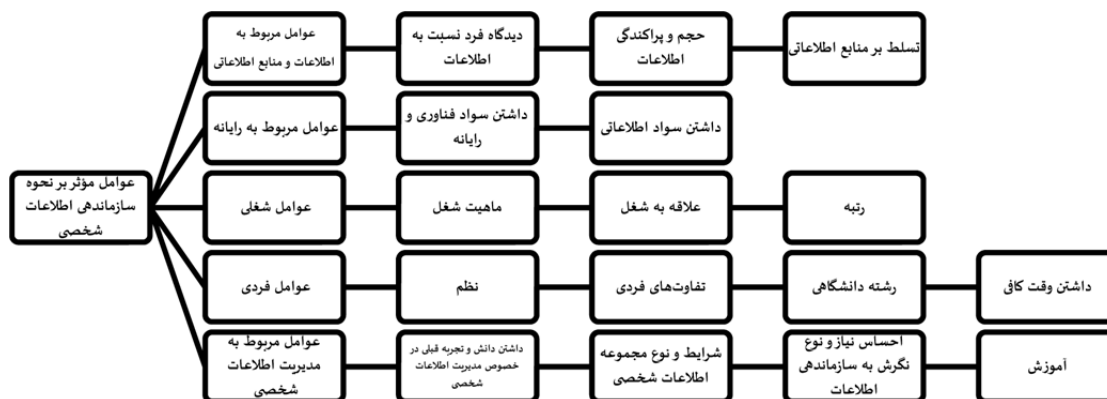 عوامل مربوط به
اطلاعات و منابع اطلاعاتی
دیدگاه فرد نسبت به
اطلاعات
حجم و پراکندگی
اطلاعات
تسلط بر منابع اطلاعاتی
عوامل مربوط به رایانه
داشتن سواد فناوری و
رایانه
داشتن سواد اطلاعاتی
عوامل مؤثر بر نحوه
سازماندهی اطلاعات
شخصی
عوامل شغلی
ماهیت شغل
علاقه به شغل
رتبه
عوامل فردی
نظم
تفاوت‌های فردی
رشته دانشگاهی
داشتن وقت کافی
عوامل مربوط به
مدیریت اطلاعات
شخصی
داشتن دانش و تجربه قبلی در
خصوص مدیریت اطلاعات
شخصی
شرایط و نوع مجموعه
اطلاعات شخصی
احساس نیاز و نوع
نگرش به سازماندهی
اطلاعات
آموزش